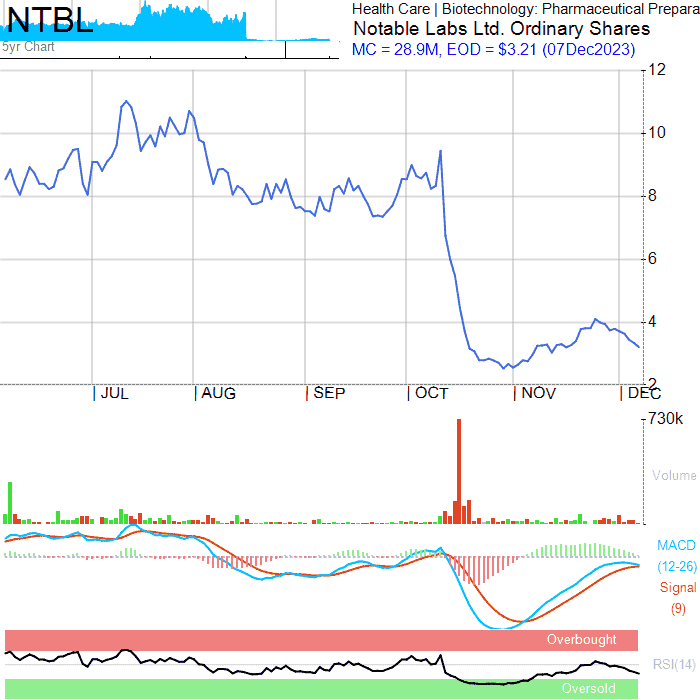 NTBL
5yr Chart
Health Care | Biotechnology: Pharmaceutical Prepara
Notable Labs Ltd. Ordinary Shares
MC = 28.9M, EOD = $3.21 (07Dec2023)
12
10
8
6
4
2
| JUL | AUG | SEP | OCT | NOV | DEC
730k
Volume
MACD
(12-26)
Signal
(9)
Overbought
RSI(14)
Oversold